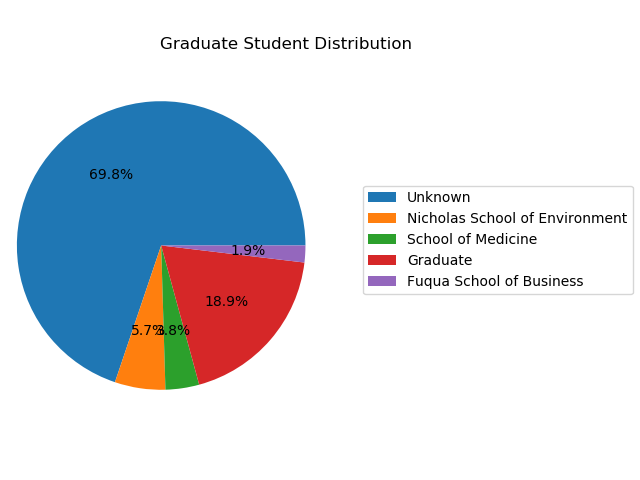 Graduate Student Distribution
69.8%
Unknown
Nicholas School of Environment
School of Medicine
Graduate
Fuqua School of Business
1.9%
18.9%
5.7%
3.8%